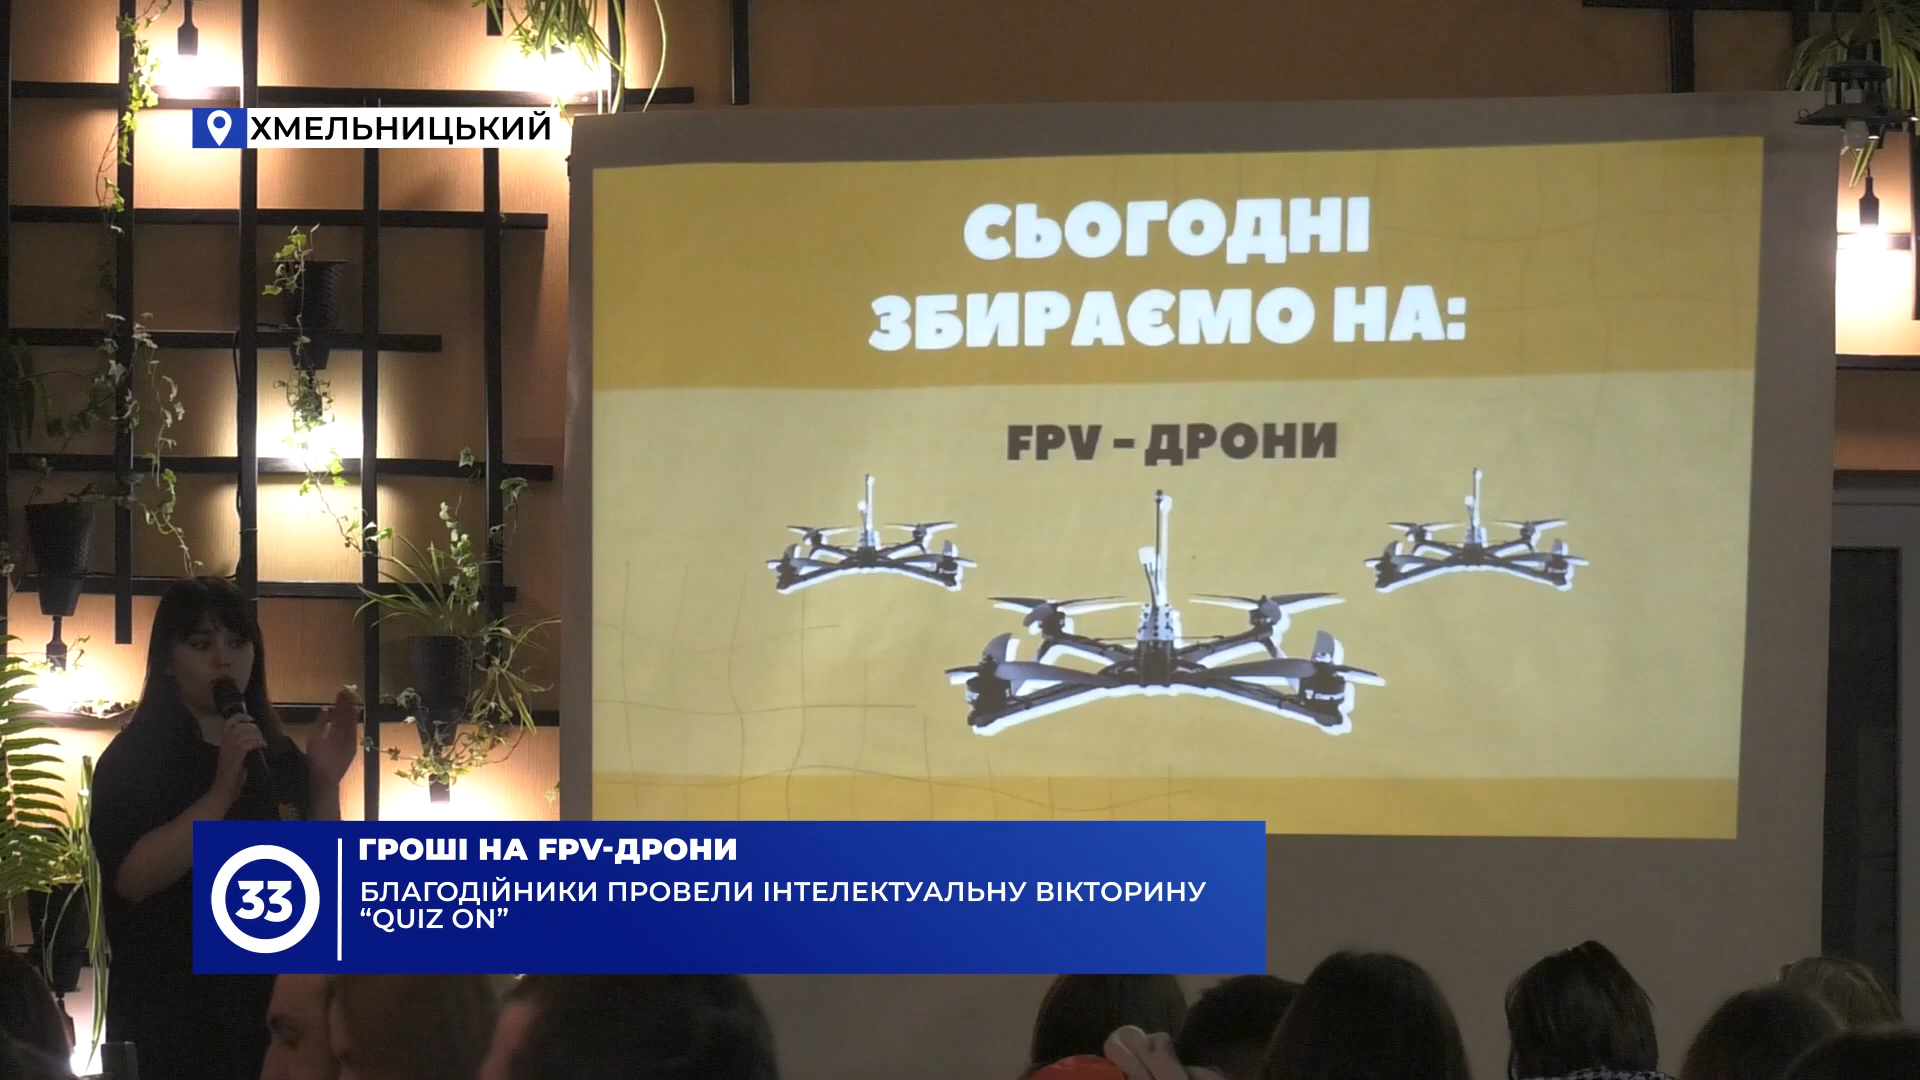 ХМЕЛЬНИЦЬКИЙ
СЬОГОДНІ
ЗБИРАЄМО НА:
FPV - ДРОНИ
33
ГРОШІ НА FPV-ДРОНИ
БЛАГОДІЙНИКИ ПРОВЕЛИ ІНТЕЛЕКТУАЛЬНУ ВІКТОРИНУ
“QUIZ ON”